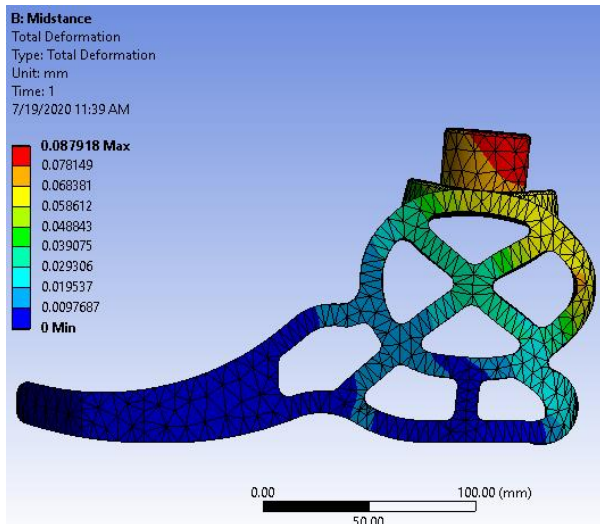 B: Midstance
Total Deformation
Type: Total Deformation
Unit: mm
Time: 1
7/19/2020 11:39 AM
0.087918 Max
0.078149
0.068381
0.058612
0.048843
0.039075
0.029306
0.019537
0.0097687
0 Min
0.00 100.00 (mm)
50.00